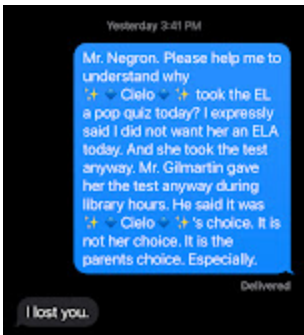 Yesterday 3:41 PM
Mr. Negron. Please help me to
understand why
✨💙 Cielo 💙✨ took the EL
a pop quiz today? I expressly
said I did not want her an ELA
today. And she took the test
anyway. Mr. Gilmartin gave
her the test anyway during
library hours. He said it was
✨💙 Cielo 💙✨'s choice. It is
not her choice. It is the
parents choice. Especially.
Delivered
I lost you.